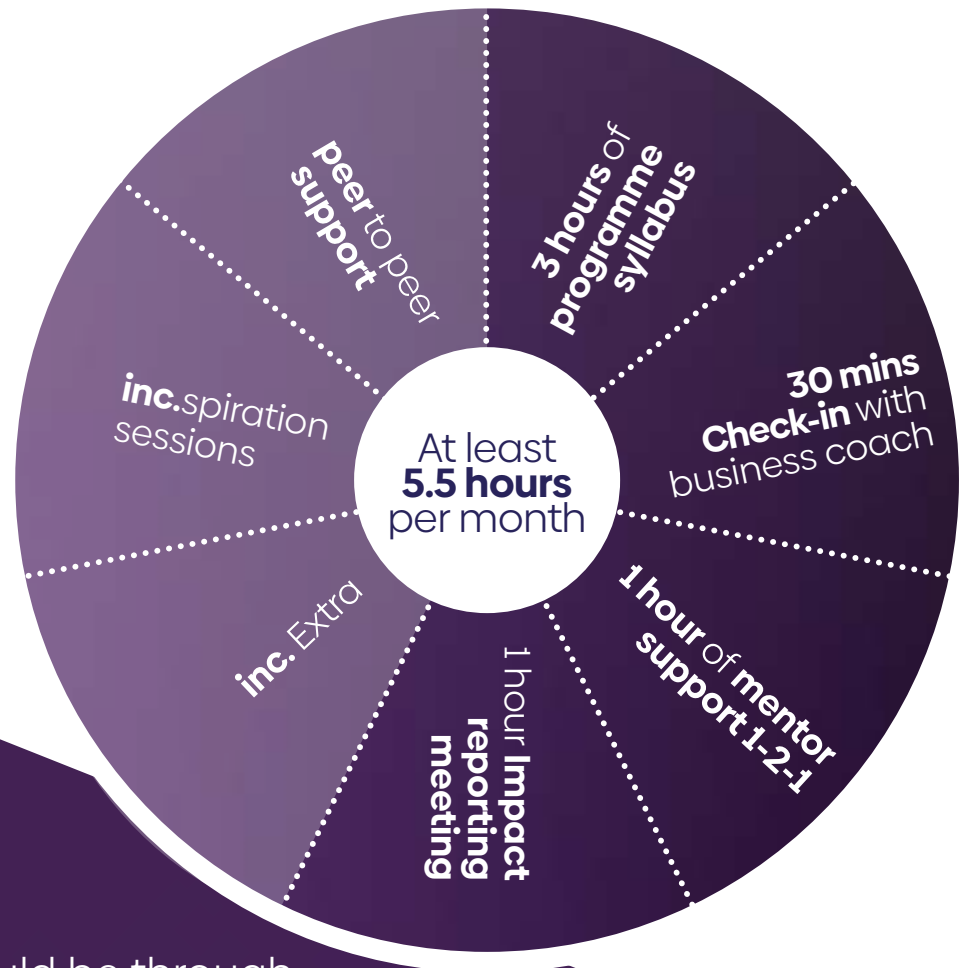 3 hours of
programme
syllabus
30 mins
Check-in with
business coach
1 hour of mentor
support 1-2-1
1 hour Impact
reporting
meeting
inc. Extra
inc.spiration
sessions
peer to peer
support
At least
5.5 hours
per month
be through